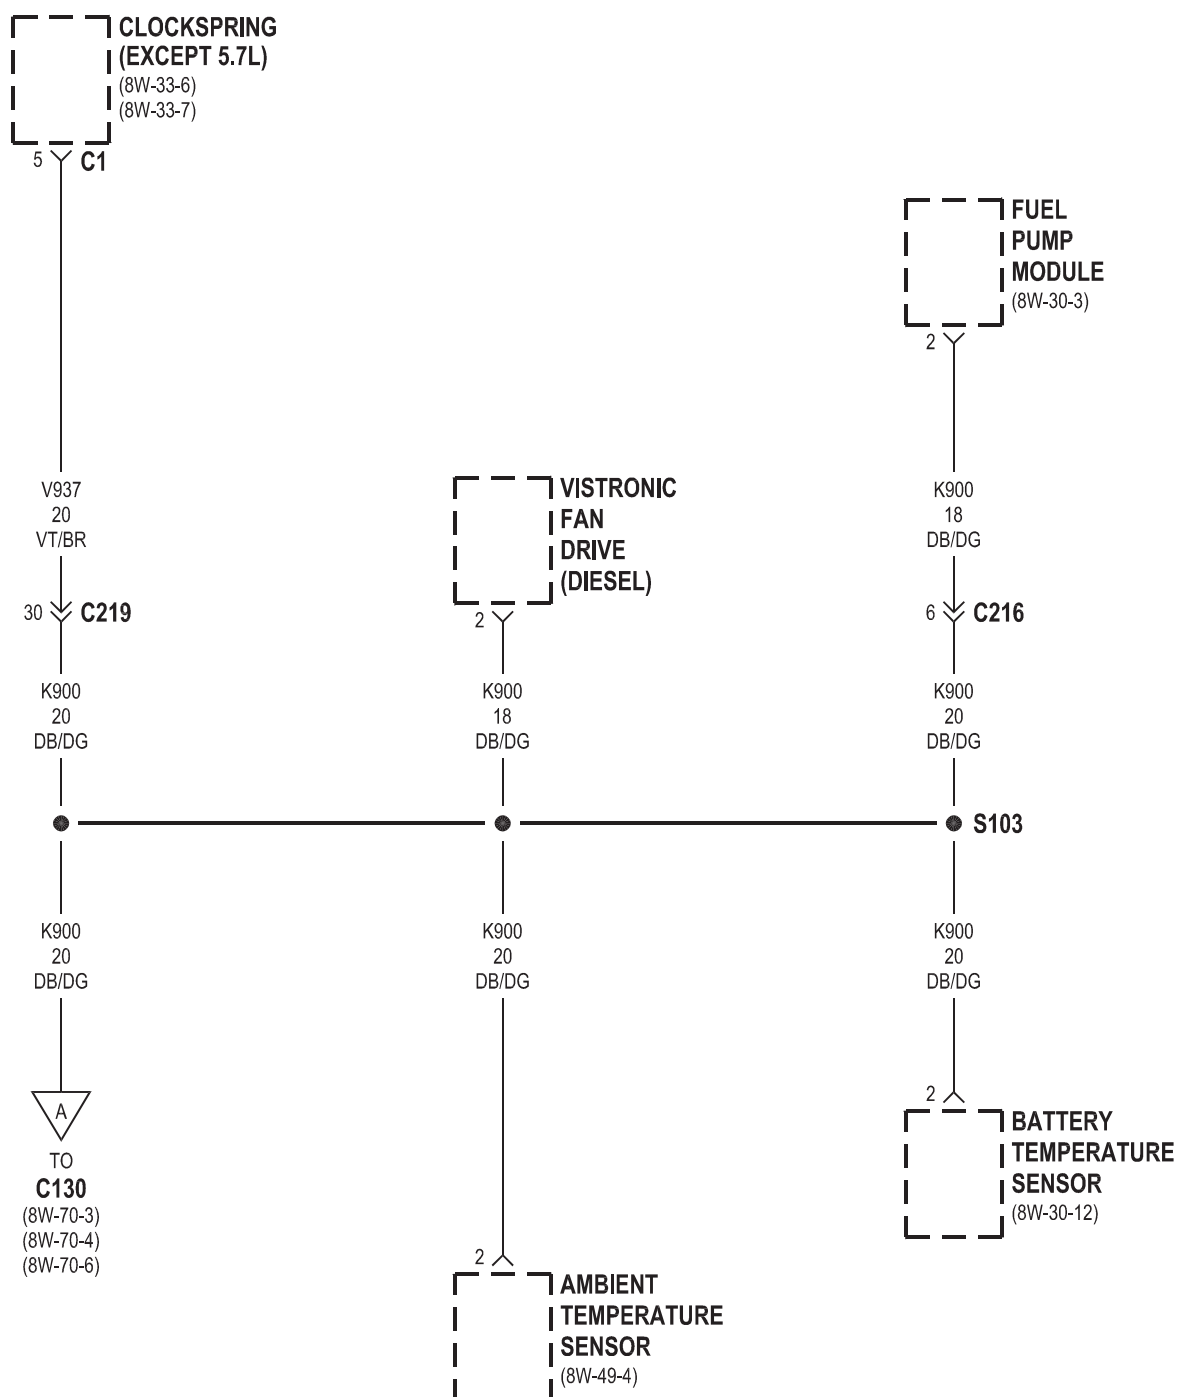 CLOCKSPRING
(EXCEPT 5.7L)
(8W-33-6)
(8W-33-7)
5 C1
FUEL
PUMP
MODULE
(8W-30-3)
2
V937
20
VT/BR
VISTRONIC
FAN
DRIVE
(DIESEL)
K900
18
DB/DG
30 C219
2
6 C216
K900
20
DB/DG
K900
18
DB/DG
K900
20
DB/DG
S103
K900
20
DB/DG
K900
20
DB/DG
K900
20
DB/DG
A
TO
C130
(8W-70-3)
(8W-70-4)
(8W-70-6)
2
BATTERY
TEMPERATURE
SENSOR
(8W-30-12)
2
AMBIENT
TEMPERATURE
SENSOR
(8W-49-4)